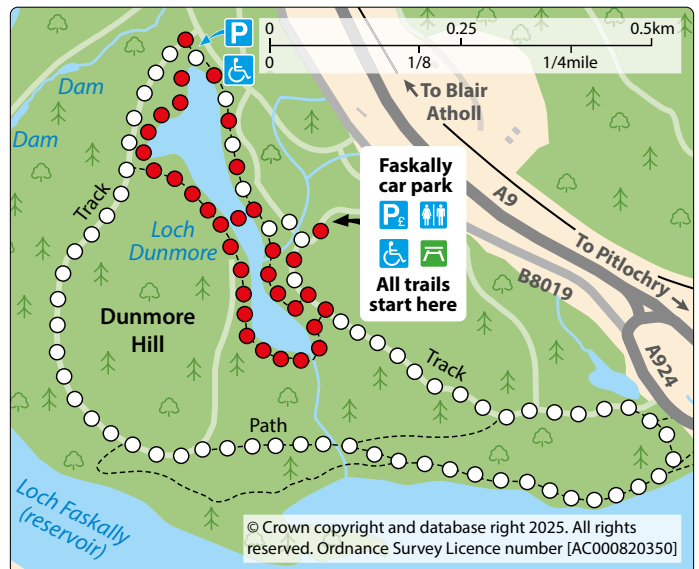 P
0 0.25 0.5km
0 1/8 1/4mile
Dam
Dam
To Blair
Atholl
A9
To Pitlochry
B8019
A924
Faskally
car park
P£
All trails
start here
Track
Loch
Dunmore
Dunmore
Hill
Track
Path
Loch Faskally
(reservoir)
© Crown copyright and database right 2025. All rights
reserved. Ordnance Survey Licence number [AC000820350]